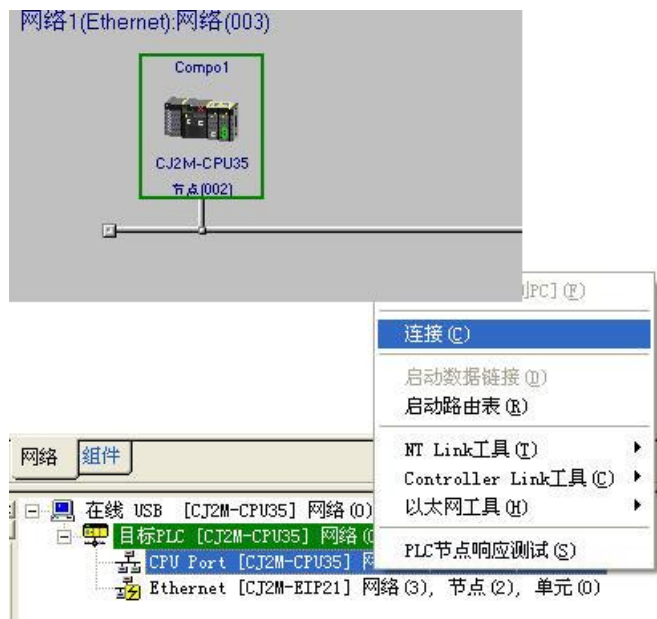 网络1(Ethernet):网络(003)
Compo1
CJ2M-CPU35
节点(002)
PC](F)
连接(C)
启动数据链接(D)
启动路由表(R)
NT Link工具(T)
Controller Link工具(C)
以太网工具(H)
PLC节点响应测试(S)
网络
组件
在线 USB [CJ2M-CPU35] 网络(0)
目标PLC [CJ2M-CPU35] 网络(
CPU Port [CJ2M-CPU35]
Ethernet [CJ2M-EIP21] 网络(3), 节点(2), 单元(0)